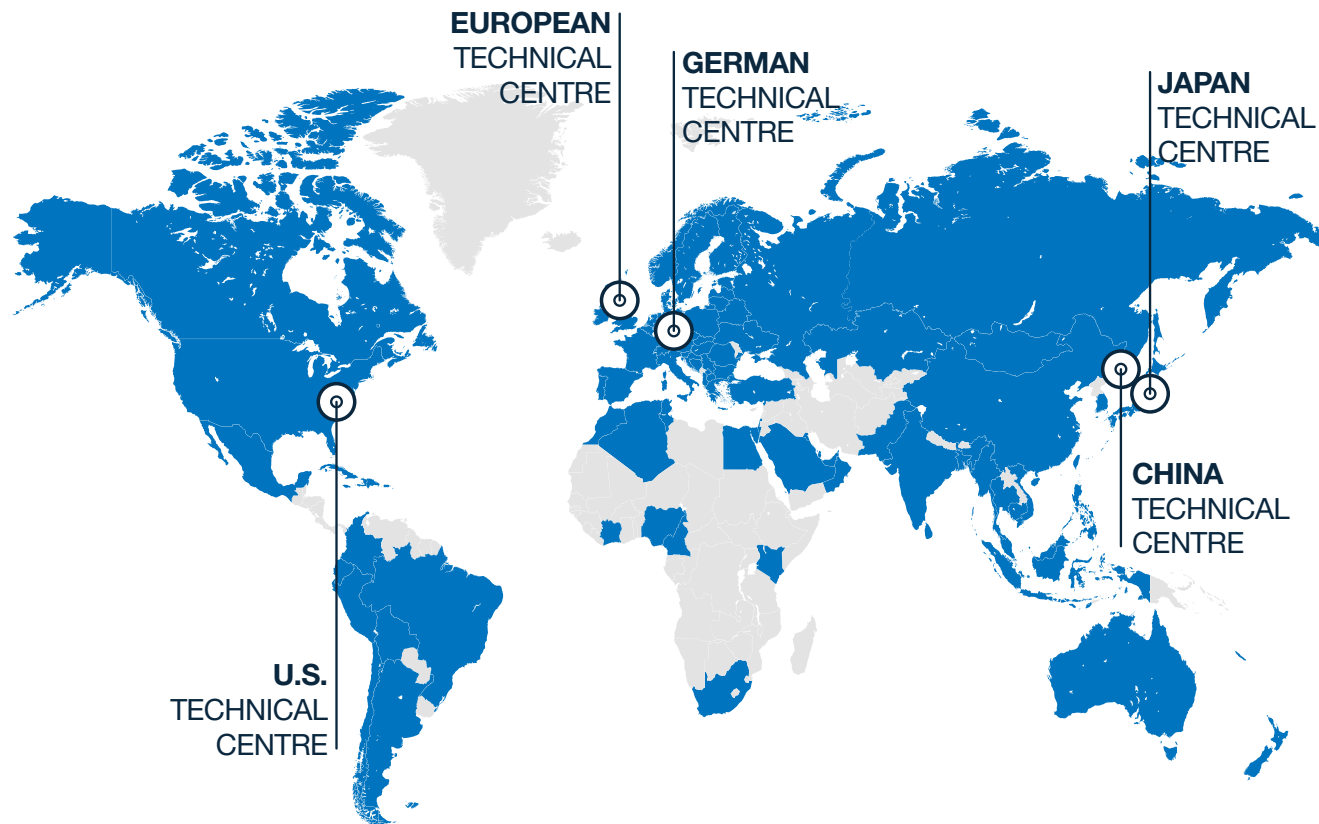 EUROPEAN
TECHNICAL
CENTRE
GERMAN
TECHNICAL
CENTRE
JAPAN
TECHNICAL
CENTRE
CHINA
TECHNICAL
CENTRE
U.S.
TECHNICAL
CENTRE